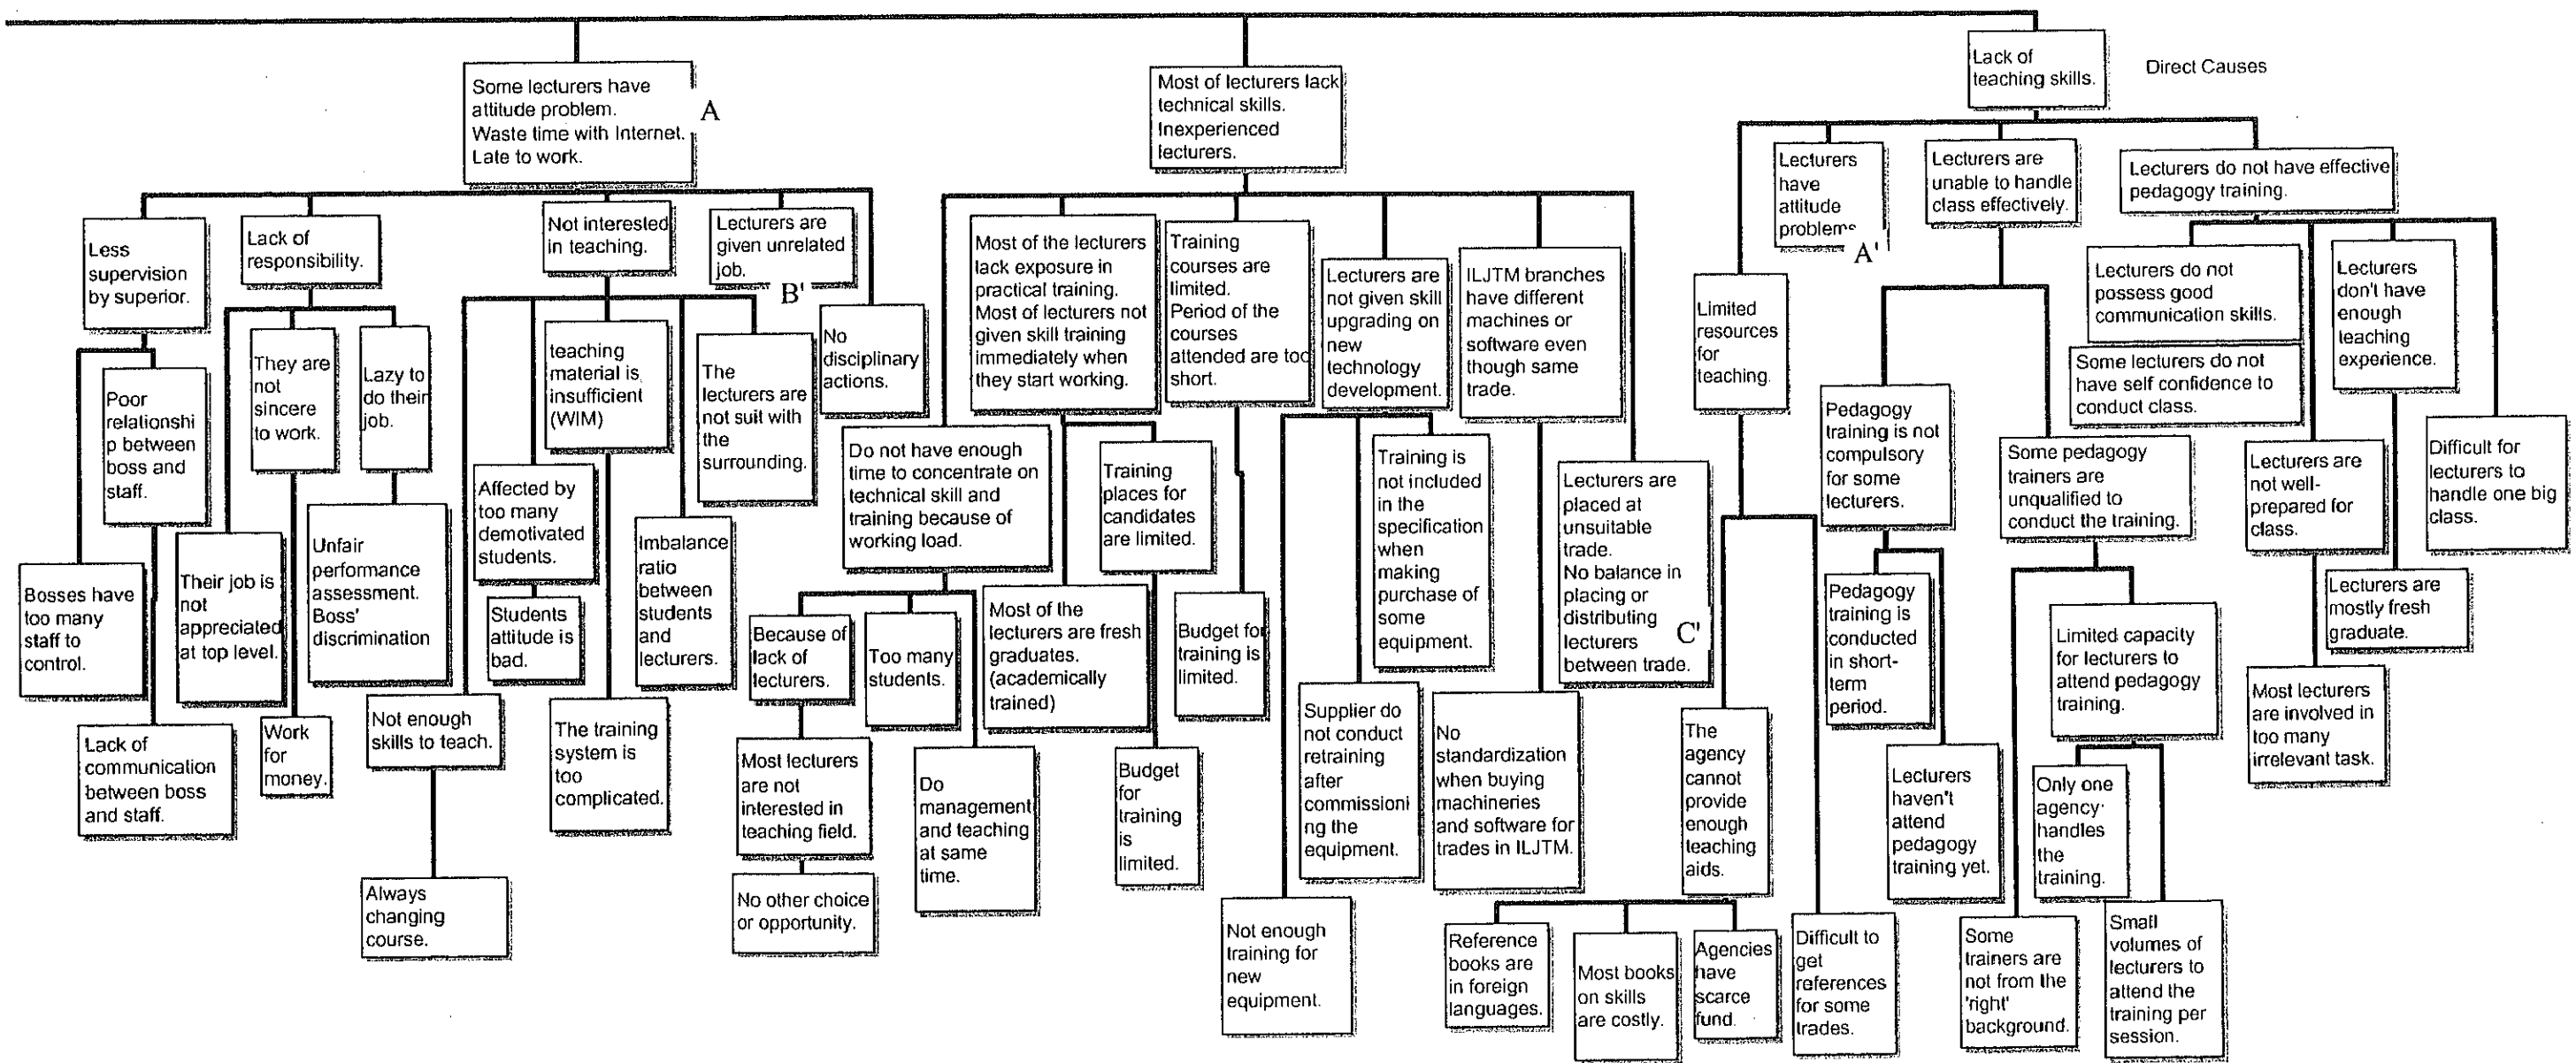 Some lecturers have
attitude problem.
Waste time with Internet.
Late to work.
A
Most of lecturers lack
technical skills.
Inexperienced
lecturers.
Lack of
teaching skills.
Direct Causes
Less
supervision
by superior.
Lack of
responsibility.
Not interested
in teaching.
Lecturers are
given unrelated
job.
B'
No
disciplinary
actions.
Poor
relationshi
p between
boss and
staff.
They are
not
sincere
to work.
Lazy to
do their
job.
teaching
material is
insufficient
(WIM)
The
lecturers are
not suit with
the
surrounding.
Bosses have
too many
staff to
control.
Their job is
not
appreciated
at top level.
Unfair
performance
assessment.
Boss'
discrimination
Affected by
too many
demotivated
students.
Students
attitude is
bad.
Imbalance
ratio
between
students
and
lecturers.
Lack of
communication
between boss
and staff.
Work
for
money.
Not enough
skills to teach.
The training
system is
too
complicated.
Always
changing
course.
Most of the lecturers
lack exposure in
practical training.
Most of lecturers not
given skill training
immediately when
they start working.
Training
courses are
limited.
Period of the
courses
attended are too
short.
Lecturers are
not given skill
upgrading on
new
technology
development.
ILJTM branches
have different
machines or
software even
though same
trade.
Do not have enough
time to concentrate on
technical skill and
training because of
working load.
Training
places for
candidates
are limited.
Training is
not included
in the
specification
when
making
purchase of
some
equipment.
Lecturers are
placed at
unsuitable
trade.
No balance in
placing or
distributing
lecturers
between trade.
C'
Because of
lack of
lecturers.
Too many
students.
Most of the
lecturers are fresh
graduates.
(academically
trained)
Budget for
training is
limited.
Most lecturers
are not
interested in
teaching field.
Do
management
and teaching
at same
time.
Budget
for
training
is
limited.
Supplier do
not conduct
retraining
after
commissioni
ng the
equipment.
No
standardization
when buying
machineries
and software for
trades in ILJTM.
No other choice
or opportunity.
Not enough
training for
new
equipment.
Lecturers
have
attitude
problems
A'
Lecturers are
unable to handle
class effectively.
Lecturers do not have effective
pedagogy training.
Limited
resources
for
teaching.
Lecturers do not
possess good
communication skills.
Lecturers
don't have
enough
teaching
experience.
Some lecturers do not
have self confidence to
conduct class.
Pedagogy
training is not
compulsory
for some
lecturers.
Some pedagogy
trainers are
unqualified to
conduct the training.
Lecturers are
not well-
prepared for
class.
Difficult for
lecturers to
handle one big
class.
Pedagogy
training is
conducted
in short-
term
period.
Limited capacity
for lecturers to
attend pedagogy
training.
Lecturers are
mostly fresh
graduate.
The
agency
cannot
provide
enough
teaching
aids.
Lecturers
haven't
attend
pedagogy
training yet.
Only one
agency
handles
the
training.
Most lecturers
are involved in
too many
irrelevant task.
Reference
books are
in foreign
languages.
Most books
on skills
are costly.
Agencies
have
scarce
fund.
Difficult to
get
references
for some
trades.
Some
trainers are
not from the
'right'
background.
Small
volumes of
lecturers to
attend the
training per
session.